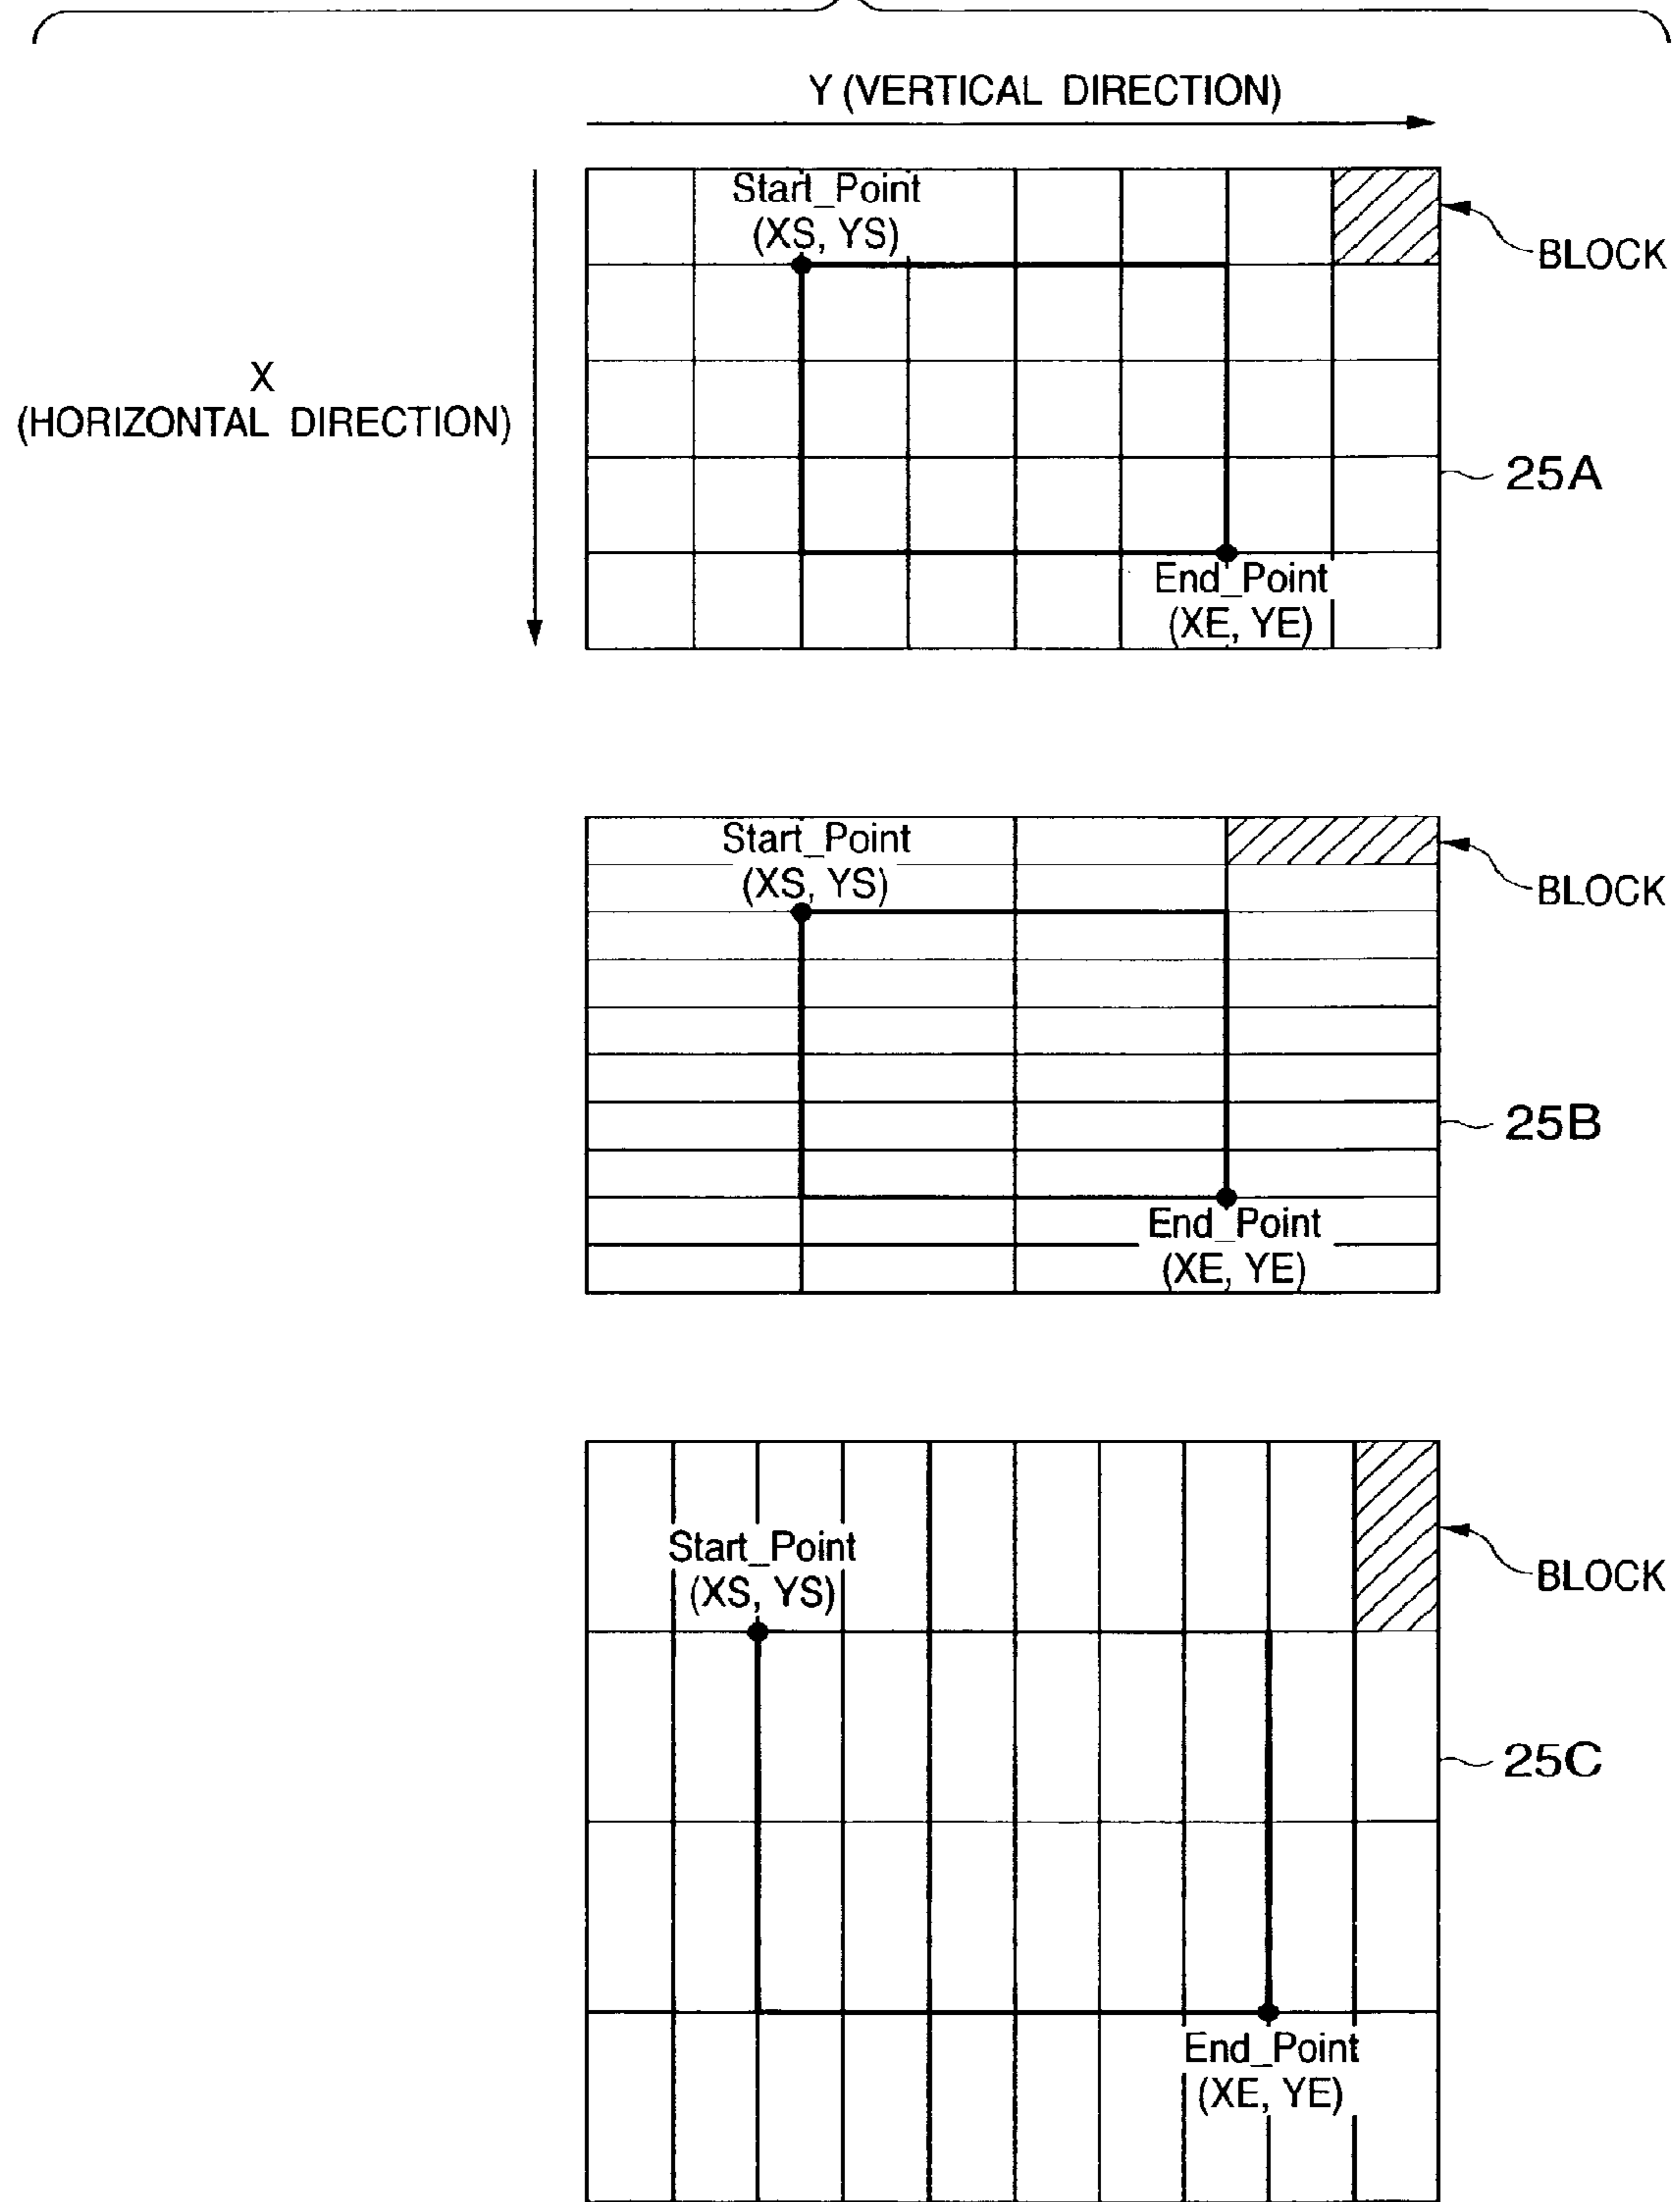 Y (VERTICAL DIRECTION)
Start_Point
(XS, YS)
BLOCK
X
(HORIZONTAL DIRECTION)
25A
End_Point
(XE, YE)
Start_Point
(XS, YS)
BLOCK
25B
End_Point
(XE, YE)
Start_Point
(XS, YS)
BLOCK
25C
End_Point
(XE, YE)